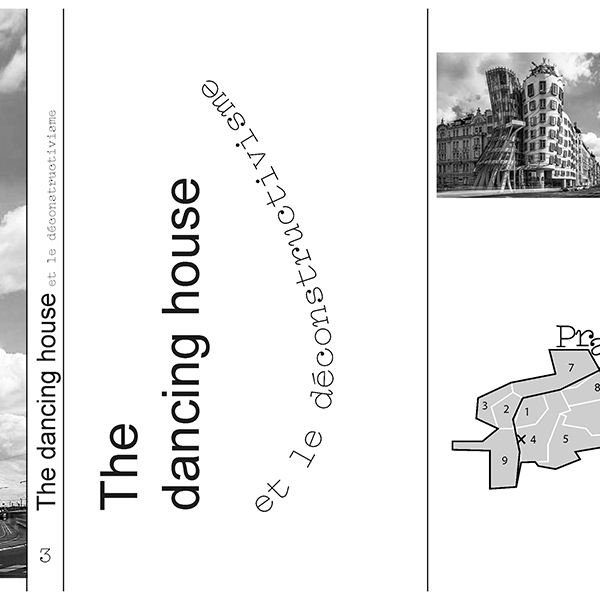 The dancing house et le déconstructivisme
3
The
dancing house
et le déconstructivisme
Pra
7
8
3
2
1
4
5
9